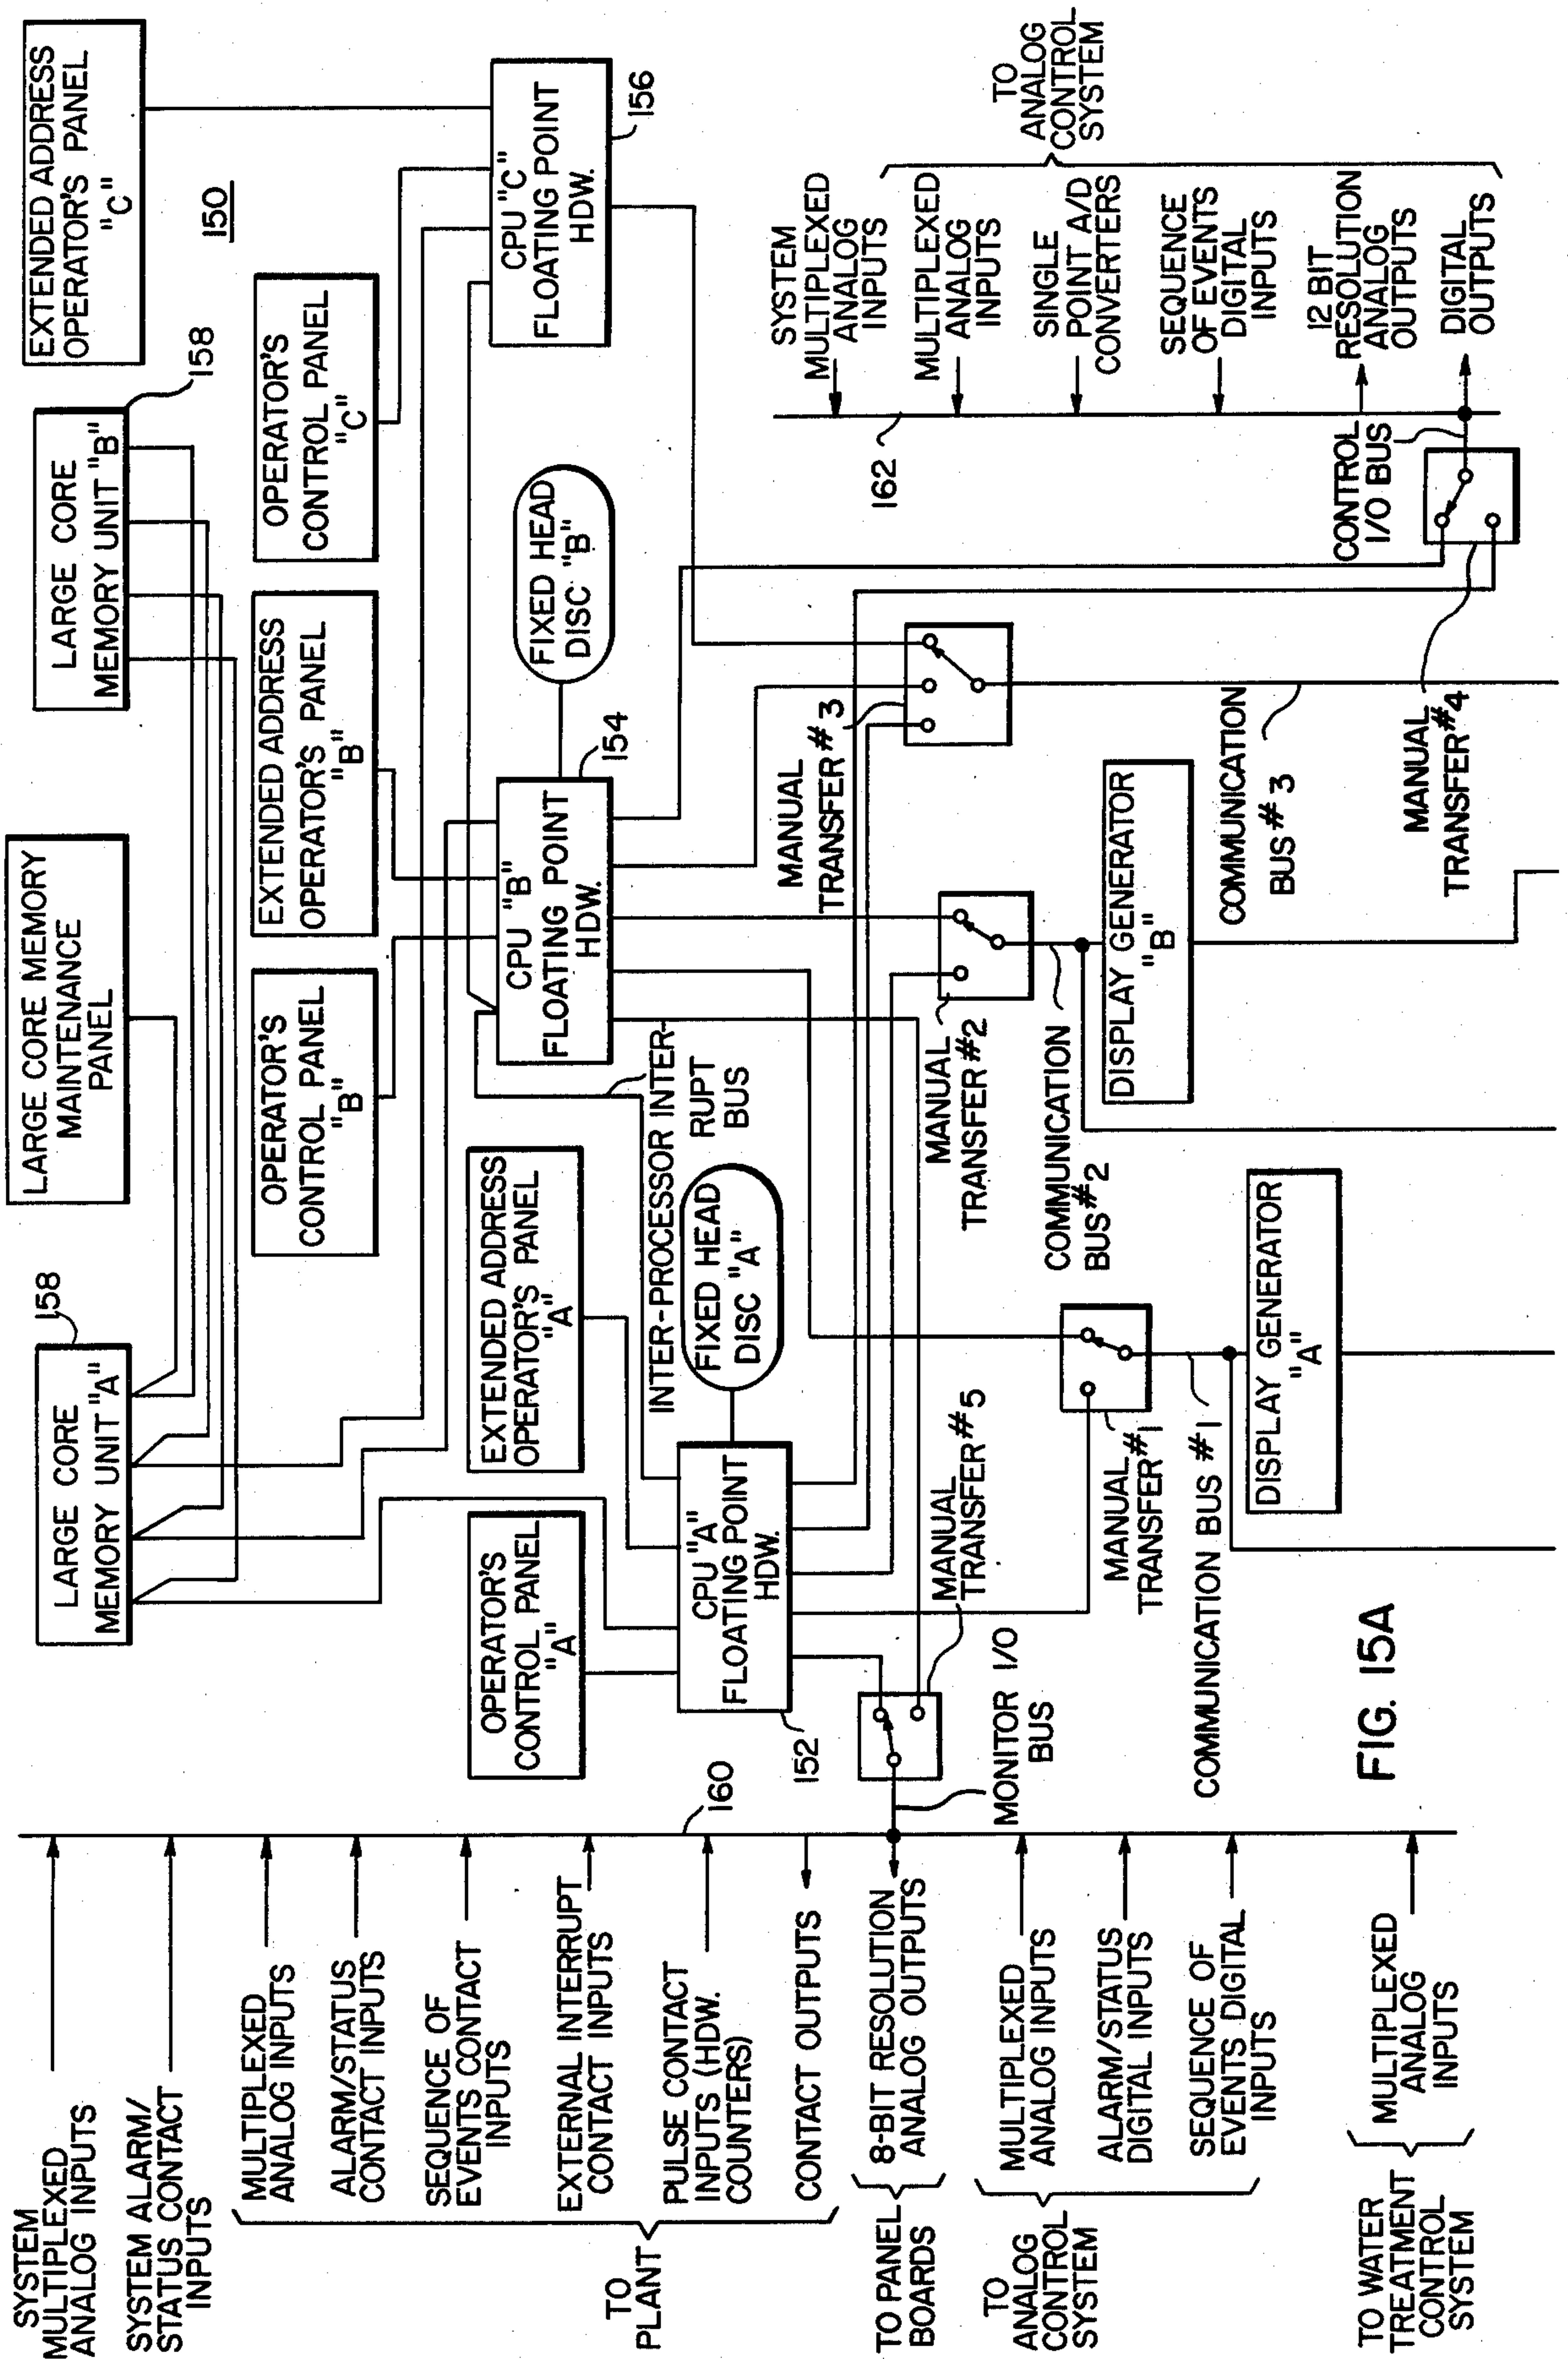 SYSTEM
MULTIPLEXED
ANALOG INPUTS
SYSTEM ALARM/
STATUS CONTACT
INPUTS
MULTIPLEXED
ANALOG INPUTS
ALARM/STATUS
CONTACT INPUTS
SEQUENCE OF
EVENTS CONTACT
INPUTS
EXTERNAL INTERRUPT
CONTACT INPUTS
PULSE CONTACT
INPUTS (HDW.
COUNTERS)
CONTACT OUTPUTS
TO
PLANT
8-BIT RESOLUTION
ANALOG OUTPUTS
TO PANEL
BOARDS
MULTIPLEXED
ANALOG INPUTS
ALARM/STATUS
DIGITAL INPUTS
SEQUENCE OF
EVENTS DIGITAL
INPUTS
TO
ANALOG
CONTROL
SYSTEM
MULTIPLEXED
ANALOG
INPUTS
TO WATER
TREATMENT
CONTROL
SYSTEM
160
MONITOR I/O
BUS
LARGE CORE
MEMORY UNIT "A"
158
LARGE CORE MEMORY
MAINTENANCE
PANEL
LARGE CORE
MEMORY UNIT "B"
158
EXTENDED ADDRESS
OPERATOR'S PANEL
"C"
150
OPERATOR'S
CONTROL PANEL
"B"
EXTENDED ADDRESS
OPERATOR'S PANEL
"B"
OPERATOR'S
CONTROL PANEL
"C"
OPERATOR'S
CONTROL PANEL
"A"
EXTENDED ADDRESS
OPERATOR'S PANEL
"A"
CPU "B"
FLOATING POINT
HDW.
154
FIXED HEAD
DISC "B"
CPU "C"
FLOATING POINT
HDW.
156
INTER-PROCESSOR INTER-
RUPT
BUS
CPU "A"
FLOATING POINT
HDW.
152
FIXED HEAD
DISC "A"
MANUAL
TRANSFER #5
MANUAL
TRANSFER #2
MANUAL
TRANSFER #3
162
SYSTEM
MULTIPLEXED
ANALOG
INPUTS
MULTIPLEXED
ANALOG
INPUTS
SINGLE
POINT A/D
CONVERTERS
SEQUENCE
OF EVENTS
DIGITAL
INPUTS
12 BIT
RESOLUTION
ANALOG
OUTPUTS
DIGITAL
OUTPUTS
TO
ANALOG
CONTROL
SYSTEM
CONTROL
I/O BUS
MANUAL
TRANSFER #1
COMMUNICATION BUS #1
DISPLAY GENERATOR
"A"
COMMUNICATION
BUS #2
DISPLAY GENERATOR
"B"
COMMUNICATION
BUS #3
MANUAL
TRANSFER #4
FIG. 15A